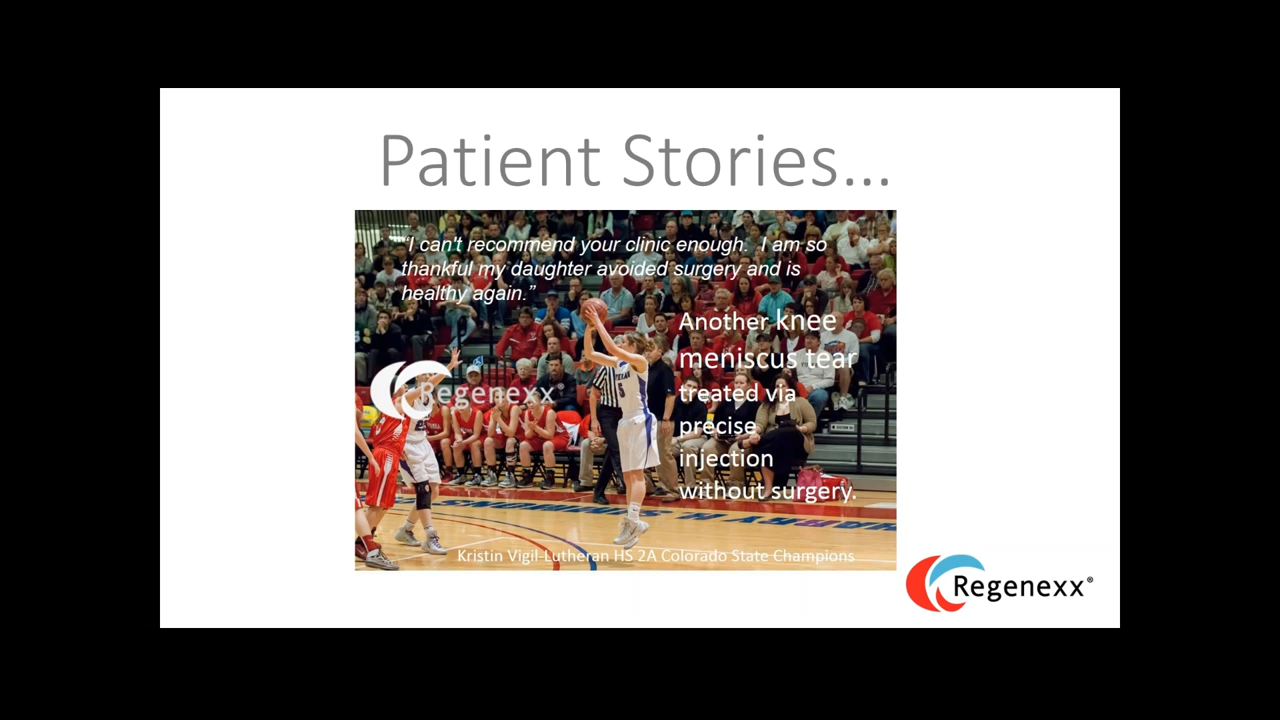 Patient Stories...
"I can't recommend your clinic enough. I am so
thankful my daughter avoided surgery and is
healthy again."
Another knee
meniscus tear
treated via
precise
injection
without surgery.
Regenexx®
Kristin Vigil-Lutheran HS 2A Colorado State Champions
Regenexx®